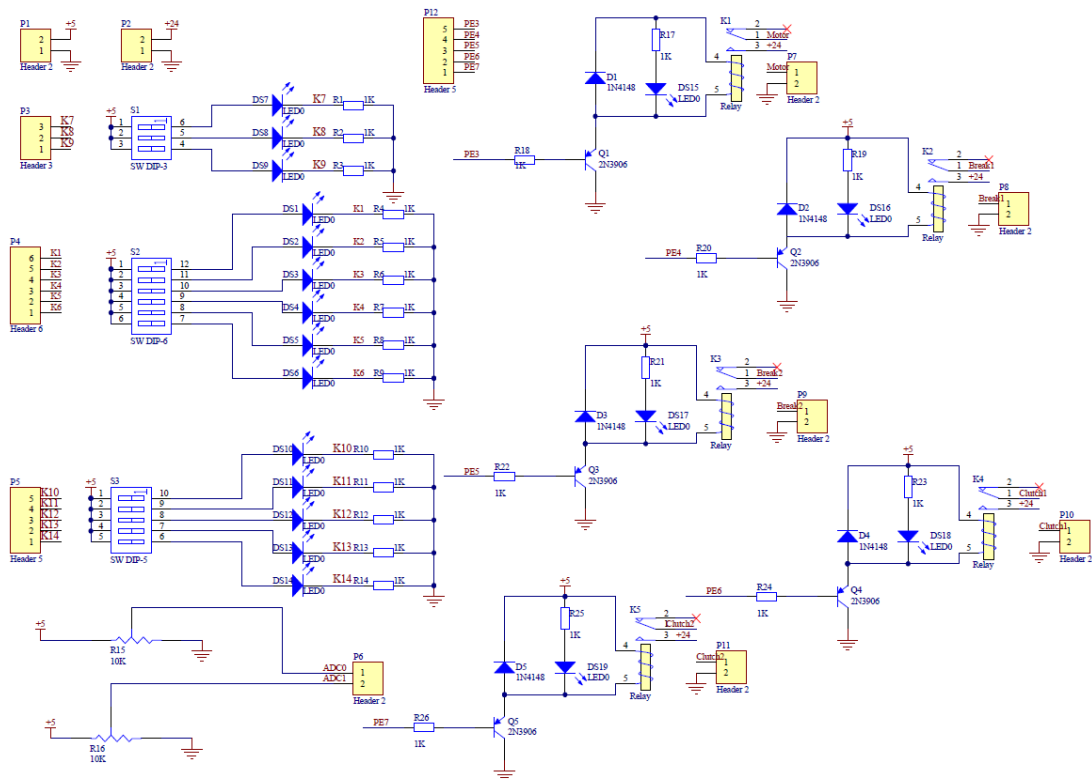 P1
+5
2
1
Header 2
P2
+24
2
1
Header 2
P12
5
4
3
2
1
PE3
PE4
PE5
PE6
PE7
Header 5
P3
3
2
1
K7
K8
K9
Header 3
+5
S1
1
2
3
6
5
4
SW DIP-3
DS7
LED0
K7
R1
1K
DS8
LED0
K8
R2
1K
DS9
LED0
K9
R3
1K
P4
6
5
4
3
2
1
K1
K2
K3
K4
K5
K6
Header 6
+5
S2
1
2
3
4
5
6
12
11
10
9
8
7
SW DIP-6
DS1
LED0
K1
R4
1K
DS2
LED0
K2
R5
1K
DS3
LED0
K3
R6
1K
DS4
LED0
K4
R7
1K
DS5
LED0
K5
R8
1K
DS6
LED0
K6
R9
1K
P5
5
4
3
2
1
K10
K11
K12
K13
K14
Header 5
+5
S3
1
2
3
4
5
10
9
8
7
6
SW DIP-5
DS10
LED0
K10
R10
1K
DS11
LED0
K11
R11
1K
DS12
LED0
K12
R12
1K
DS13
LED0
K13
R13
1K
DS14
LED0
K14
R14
1K
+5
R15
10K
+5
R16
10K
ADC0
ADC1
P6
1
2
Header 2
+5
R17
1K
D1
1N4148
DS15
LED0
K1
2
1
3
Motor
+24
4
5
Relay
P7
Motor
1
2
Header 2
PE3
R18
1K
Q1
2N3906
+5
R19
1K
D2
1N4148
DS16
LED0
K2
2
1
3
Break1
+24
4
5
Relay
P8
Break1
1
2
Header 2
PE4
R20
1K
Q2
2N3906
+5
R21
1K
D3
1N4148
DS17
LED0
K3
2
1
3
Break2
+24
4
5
Relay
P9
Break2
1
2
Header 2
PE5
R22
1K
Q3
2N3906
+5
R23
1K
D4
1N4148
DS18
LED0
K4
2
1
3
Clutch1
+24
4
5
Relay
P10
Clutch1
1
2
Header 2
PE6
R24
1K
Q4
2N3906
+5
R25
1K
D5
1N4148
DS19
LED0
K5
2
1
3
Clutch2
+24
4
5
Relay
P11
Clutch2
1
2
Header 2
PE7
R26
1K
Q5
2N3906